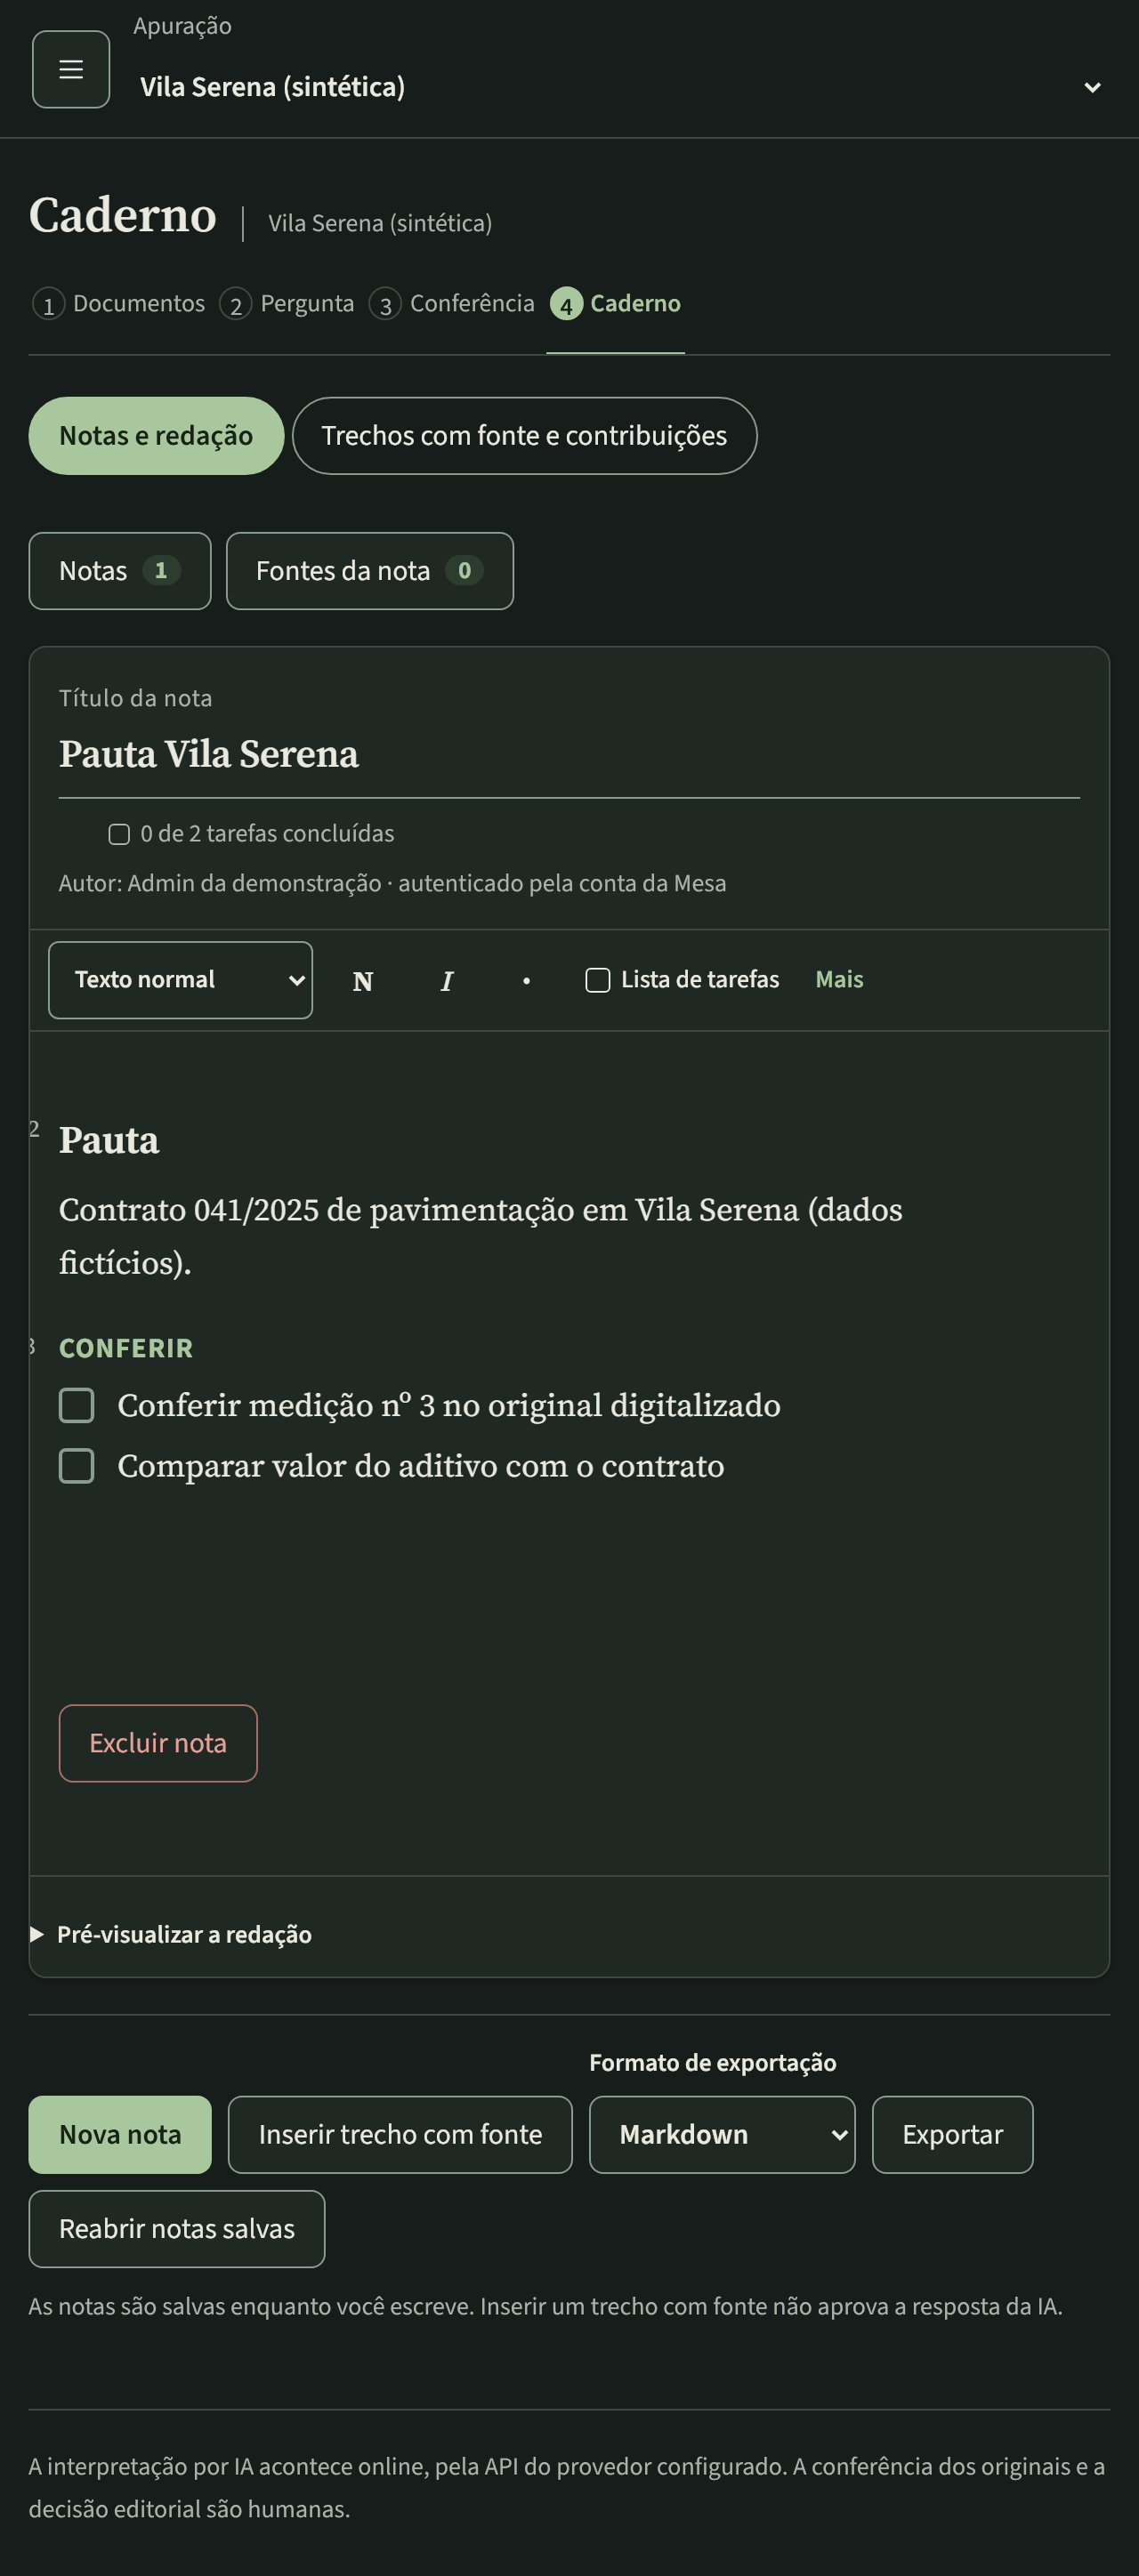 Apuração
Vila Serena (sintética)
Caderno
Vila Serena (sintética)
1 Documentos 2 Pergunta 3 Conferência 4 Caderno
Notas e redação Trechos com fonte e contribuições
Notas 1 Fontes da nota 0
Título da nota
Pauta Vila Serena
0 de 2 tarefas concluídas
Autor: Admin da demonstração · autenticado pela conta da Mesa
Texto normal N I • Lista de tarefas Mais
2 Pauta
Contrato 041/2025 de pavimentação em Vila Serena (dados
fictícios).
3 CONFERIR
Conferir medição nº 3 no original digitalizado
Comparar valor do aditivo com o contrato
Excluir nota
Pré-visualizar a redação
Formato de exportação
Nova nota Inserir trecho com fonte Markdown Exportar
Reabrir notas salvas
As notas são salvas enquanto você escreve. Inserir um trecho com fonte não aprova a resposta da IA.
A interpretação por IA acontece online, pela API do provedor configurado. A conferência dos originais e a
decisão editorial são humanas.